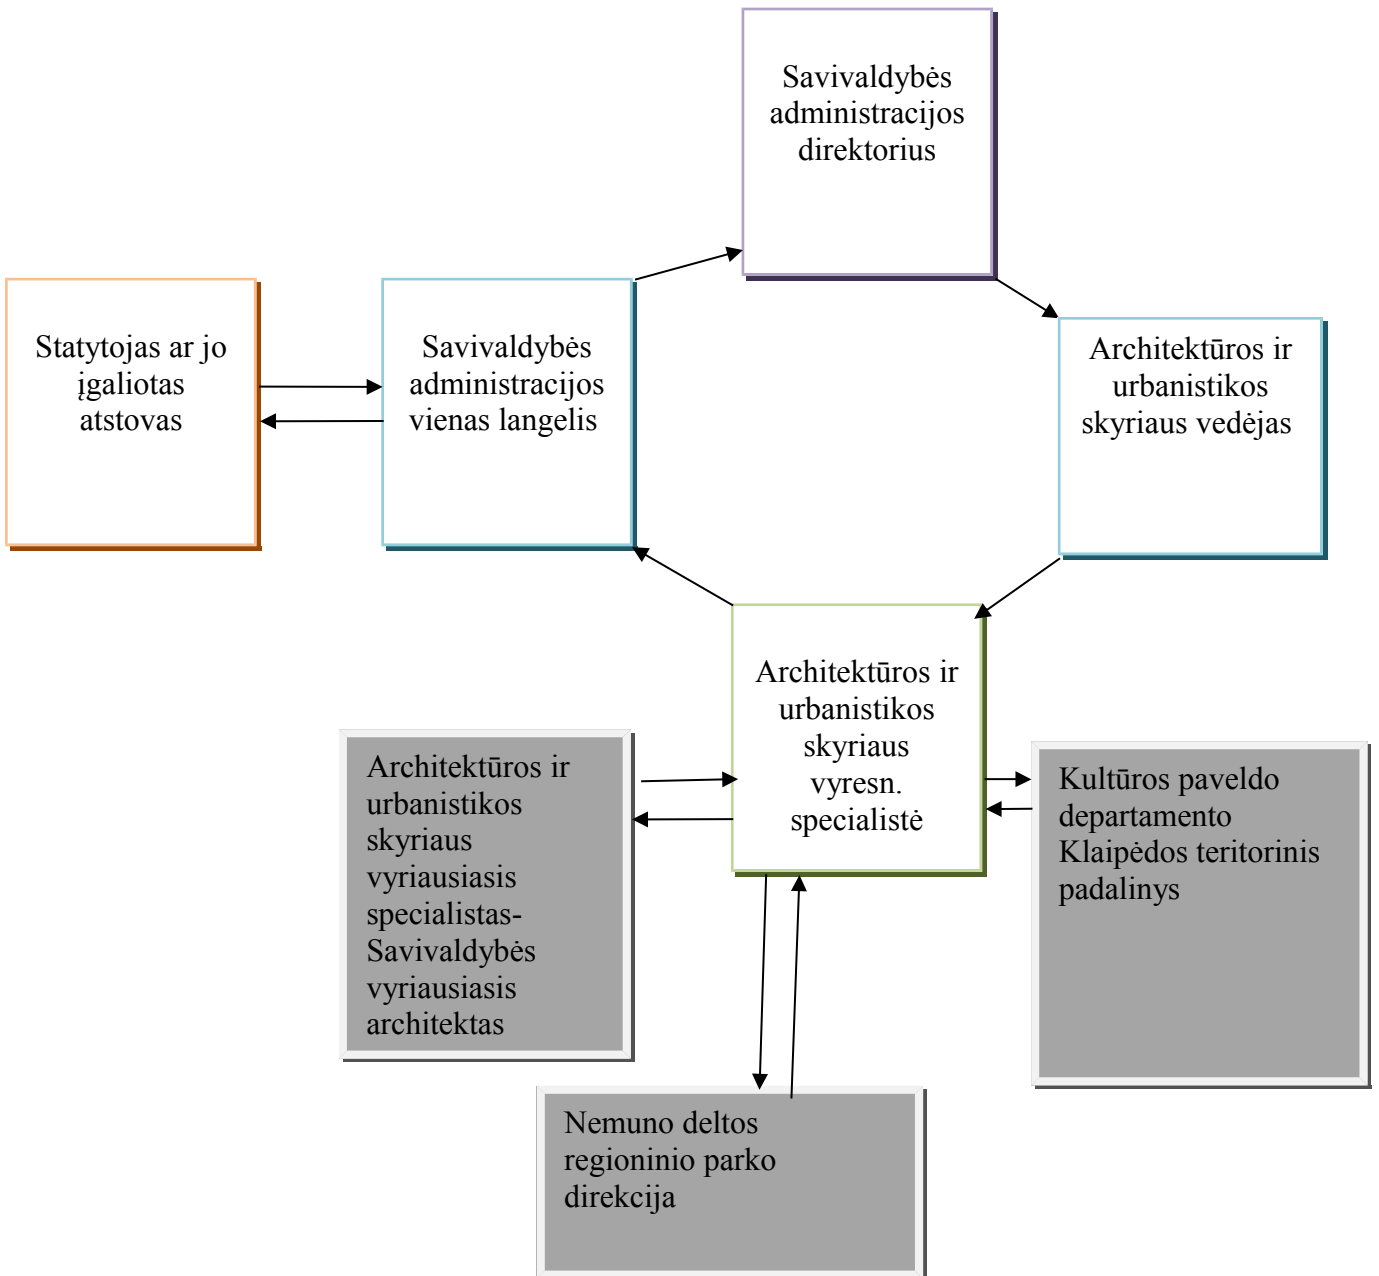 Savivaldybės
administracijos
direktorius
Statytojas ar jo
įgaliotas
atstovas
Savivaldybės
administracijos
vienas langelis
Architektūros ir
urbanistikos
skyriaus vedėjas
Architektūros ir
urbanistikos
skyriaus
vyresn.
specialistė
Architektūros ir
urbanistikos
skyriaus
vyriausiasis
specialistas-
Savivaldybės
vyriausiasis
architektas
Kultūros paveldo
departamento
Klaipėdos teritorinis
padalinys
Nemuno deltos
regioninio parko
direkcija